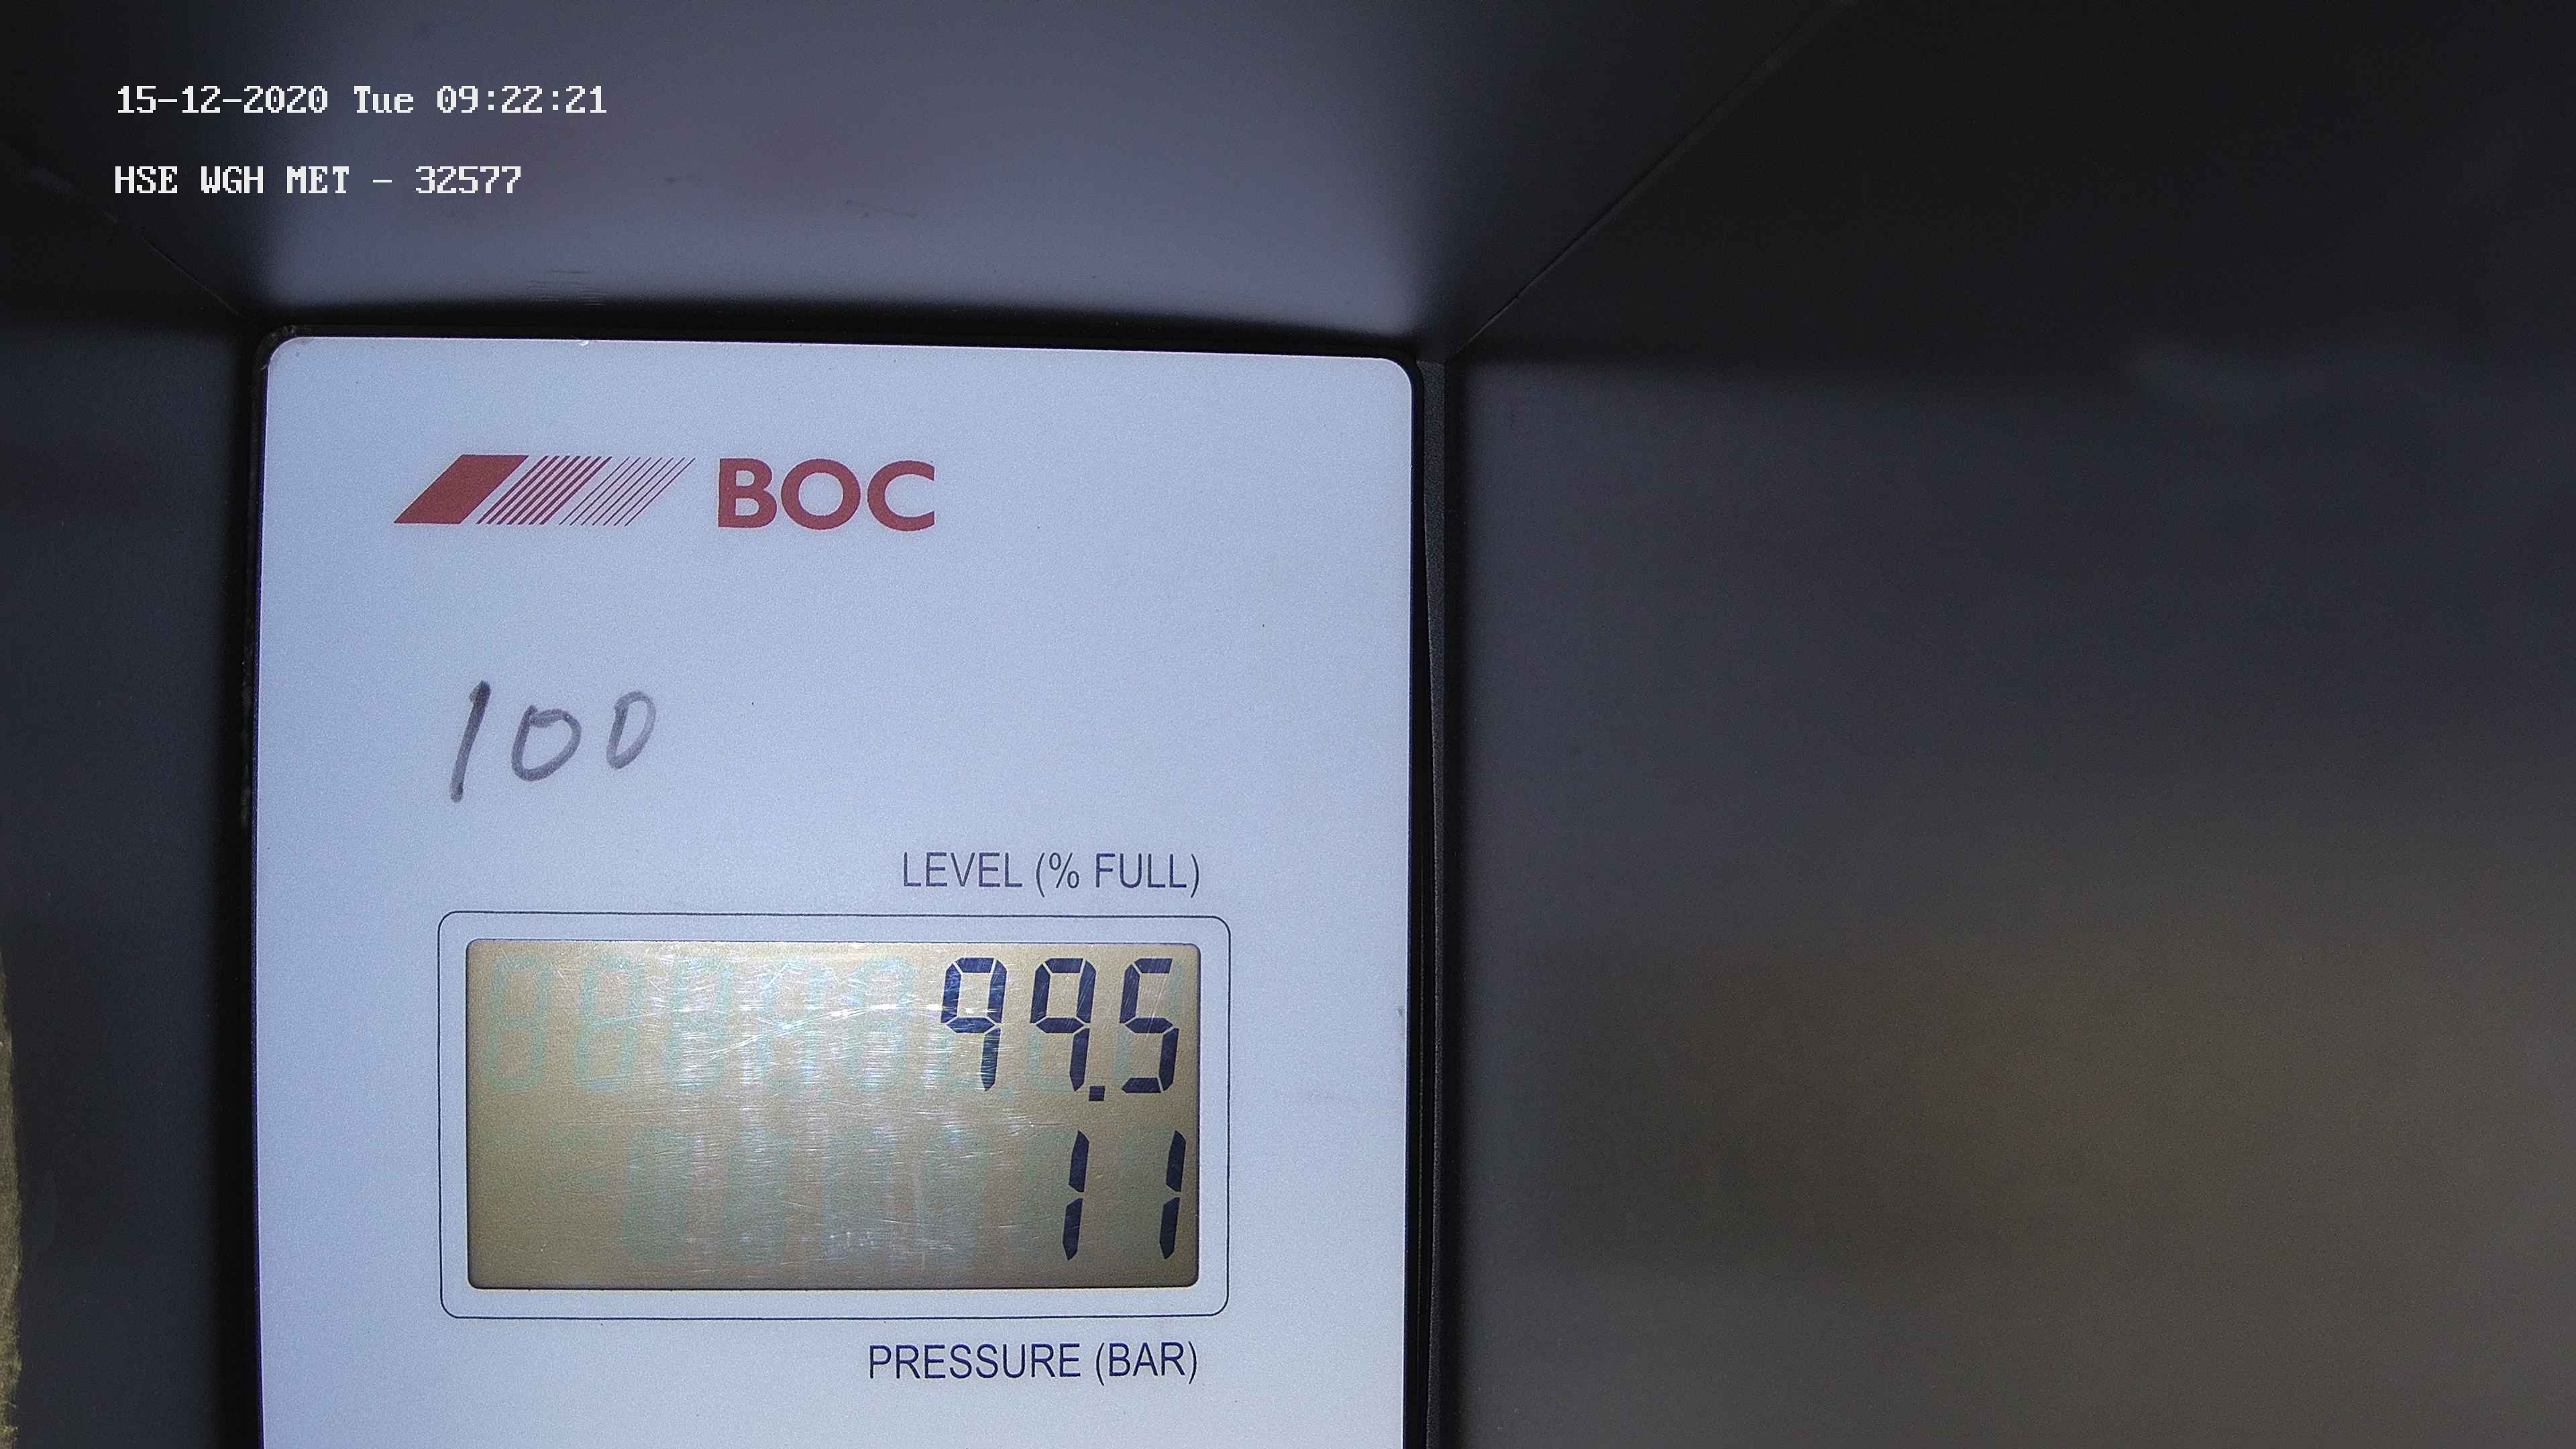 15-12-2020 Tue 09:22:21
HSE WGH MET - 32577
BOC
100
LEVEL (% FULL)
99.5
11
PRESSURE (BAR)